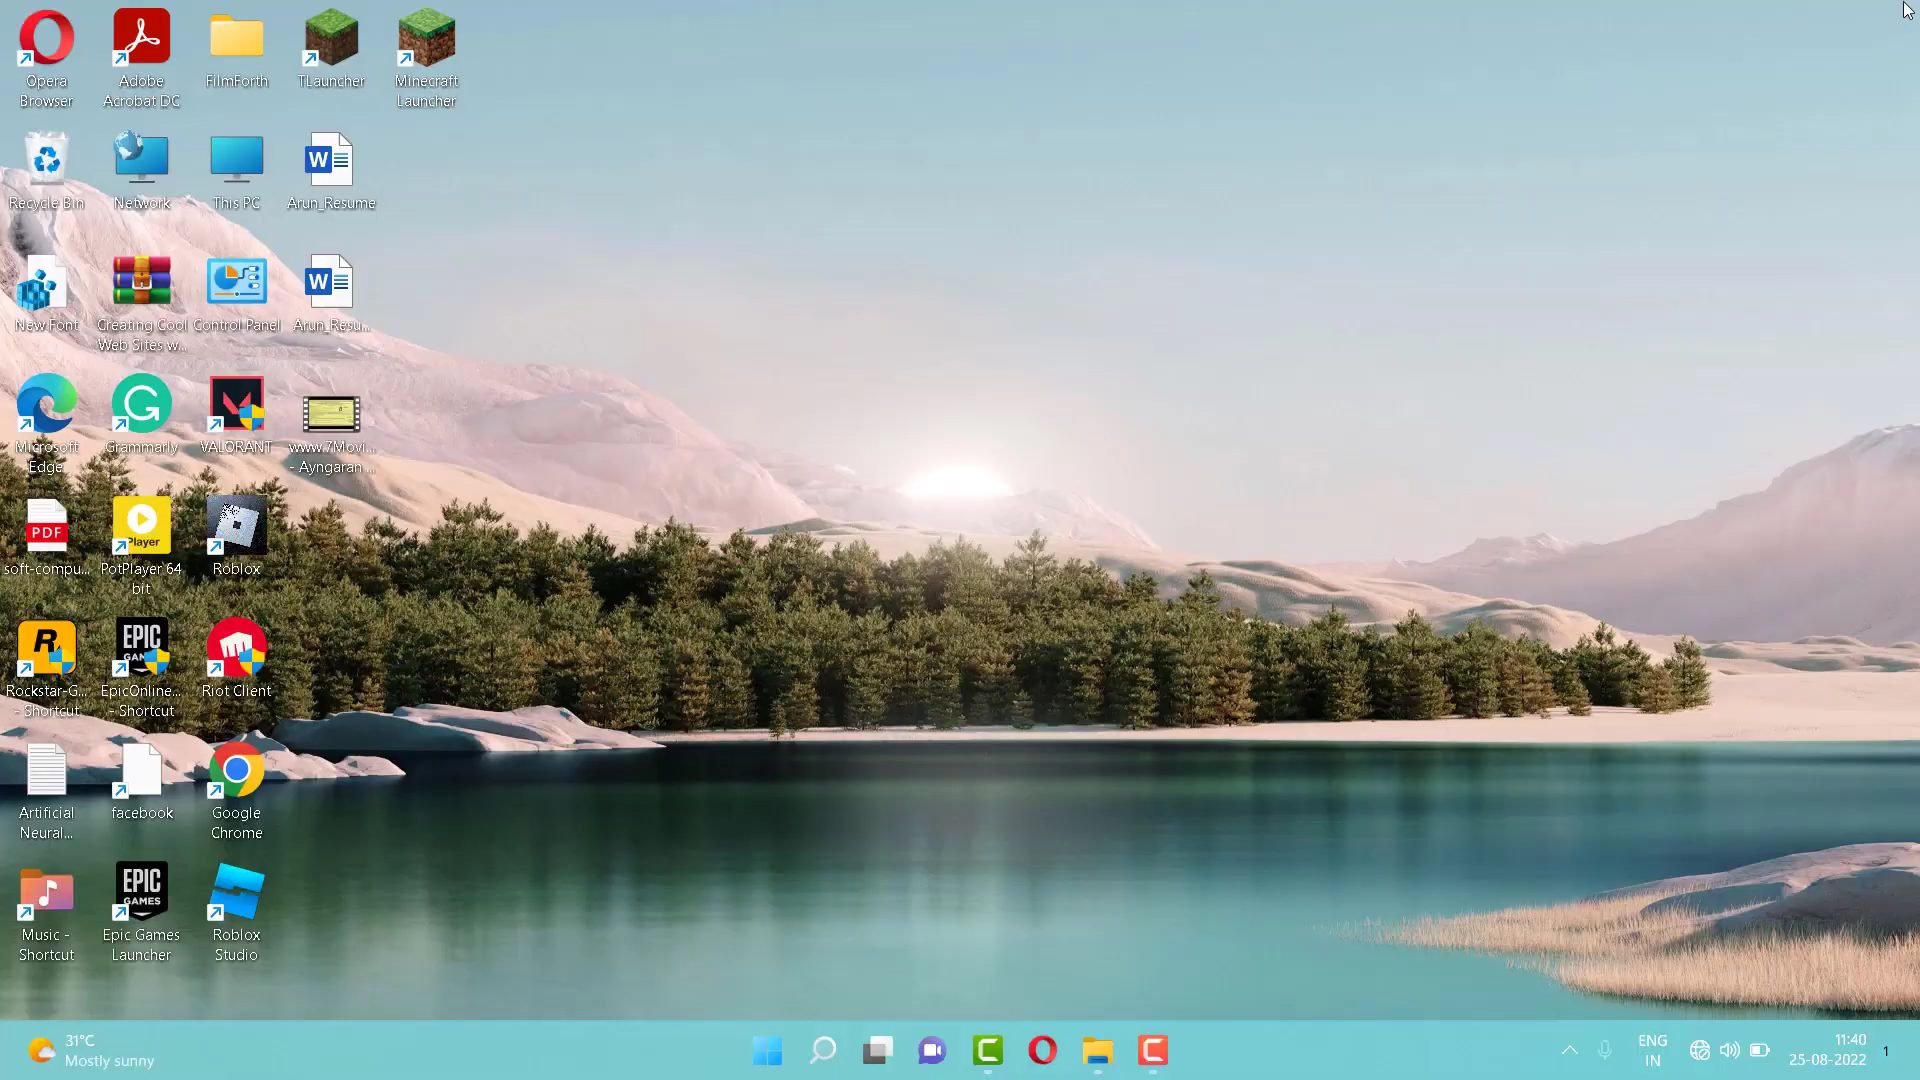 Opera
Browser
Adobe
Acrobat DC
FilmForth
TLauncher
Minecraft
Launcher
Recycle Bin
Network
This PC
W
Arun_Resume
New Font
Creating Cool
Web Sites w...
Control Panel
W
Arun_Resu...
Microsoft
Edge
Grammarly
VALORANT
www.7Movi...
- Ayngaran ...
PDF
soft-compu...
Player
PotPlayer 64
bit
Roblox
R
Rockstar-G...
- Shortcut
EPIC
EpicOnline...
- Shortcut
Riot Client
Artificial
Neural...
facebook
Google
Chrome
Music -
Shortcut
EPIC
GAMES
Epic Games
Launcher
Roblox
Studio
31°C
Mostly sunny
ENG
IN
11:40
25-08-2022
1